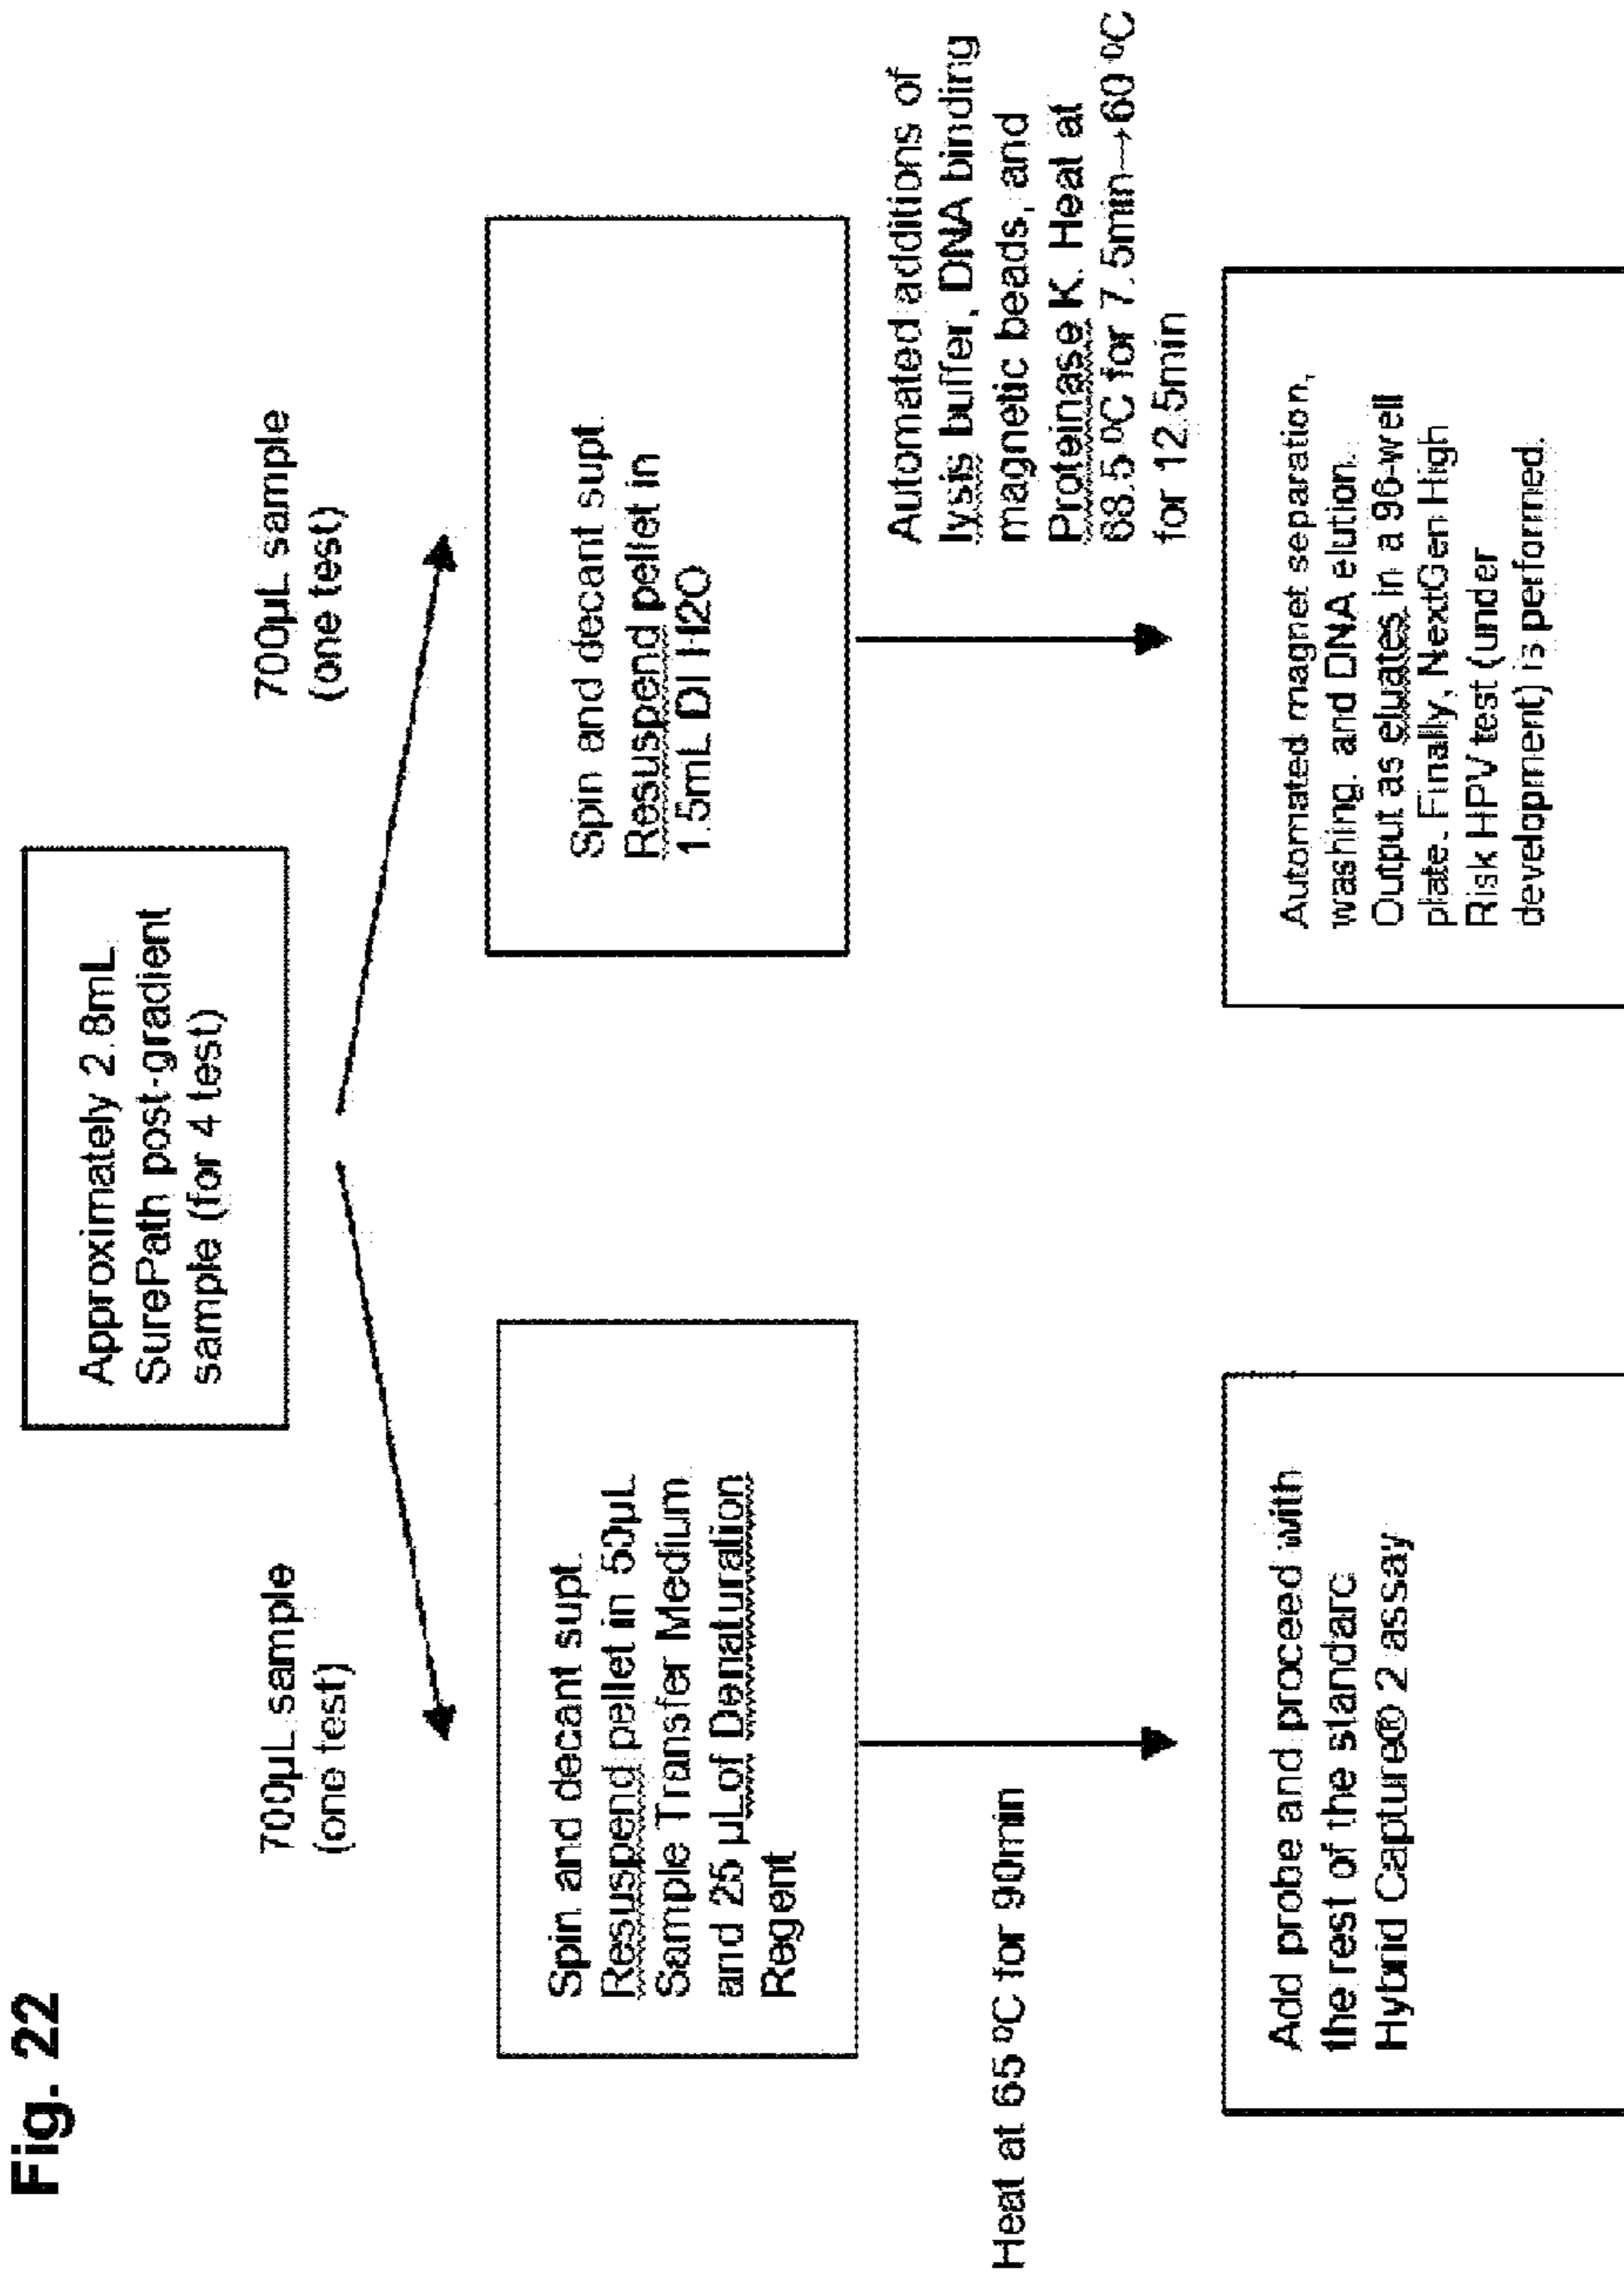 Fig. 22
Approximately 2.8mL
SurePath post-gradient
sample (for 4 test)
700µL sample
(one test)
700µL sample
(one test)
Spin and decant supt.
Resuspend pellet in 50µL
Sample Transfer Medium
and 25 µLof Denaturation
Regent
Spin and decant supt.
Resuspend pellet in
1.5mL DI H2O
Heat at 65 ºC for 90min
Automated additions of
lysis buffer, DNA binding
magnetic beads, and
Proteinase K. Heat at
68.5 ºC for 7.5min→60 ºC
for 12.5min
Add probe and proceed with
the rest of the standard
Hybrid Capture® 2 assay
Automated magnet separation,
washing, and DNA elution.
Output as eluates in a 96-well
plate. Finally, NextGen High
Risk HPV test (under
development) is performed.